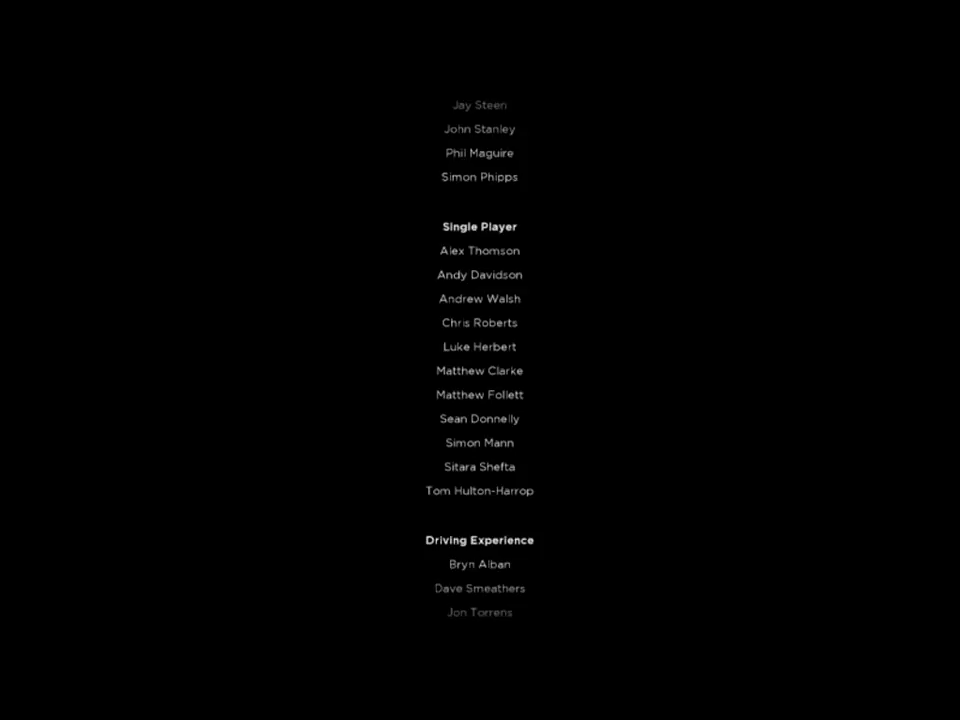 Jay Steen
John Stanley
Phil Maguire
Simon Phipps
Single Player
Alex Thomson
Andy Davidson
Andrew Walsh
Chris Roberts
Luke Herbert
Matthew Clarke
Matthew Follett
Sean Donnelly
Simon Mann
Sitara Shefta
Tom Hulton-Harrop
Driving Experience
Bryn Alban
Dave Smeathers
Jon Torrens